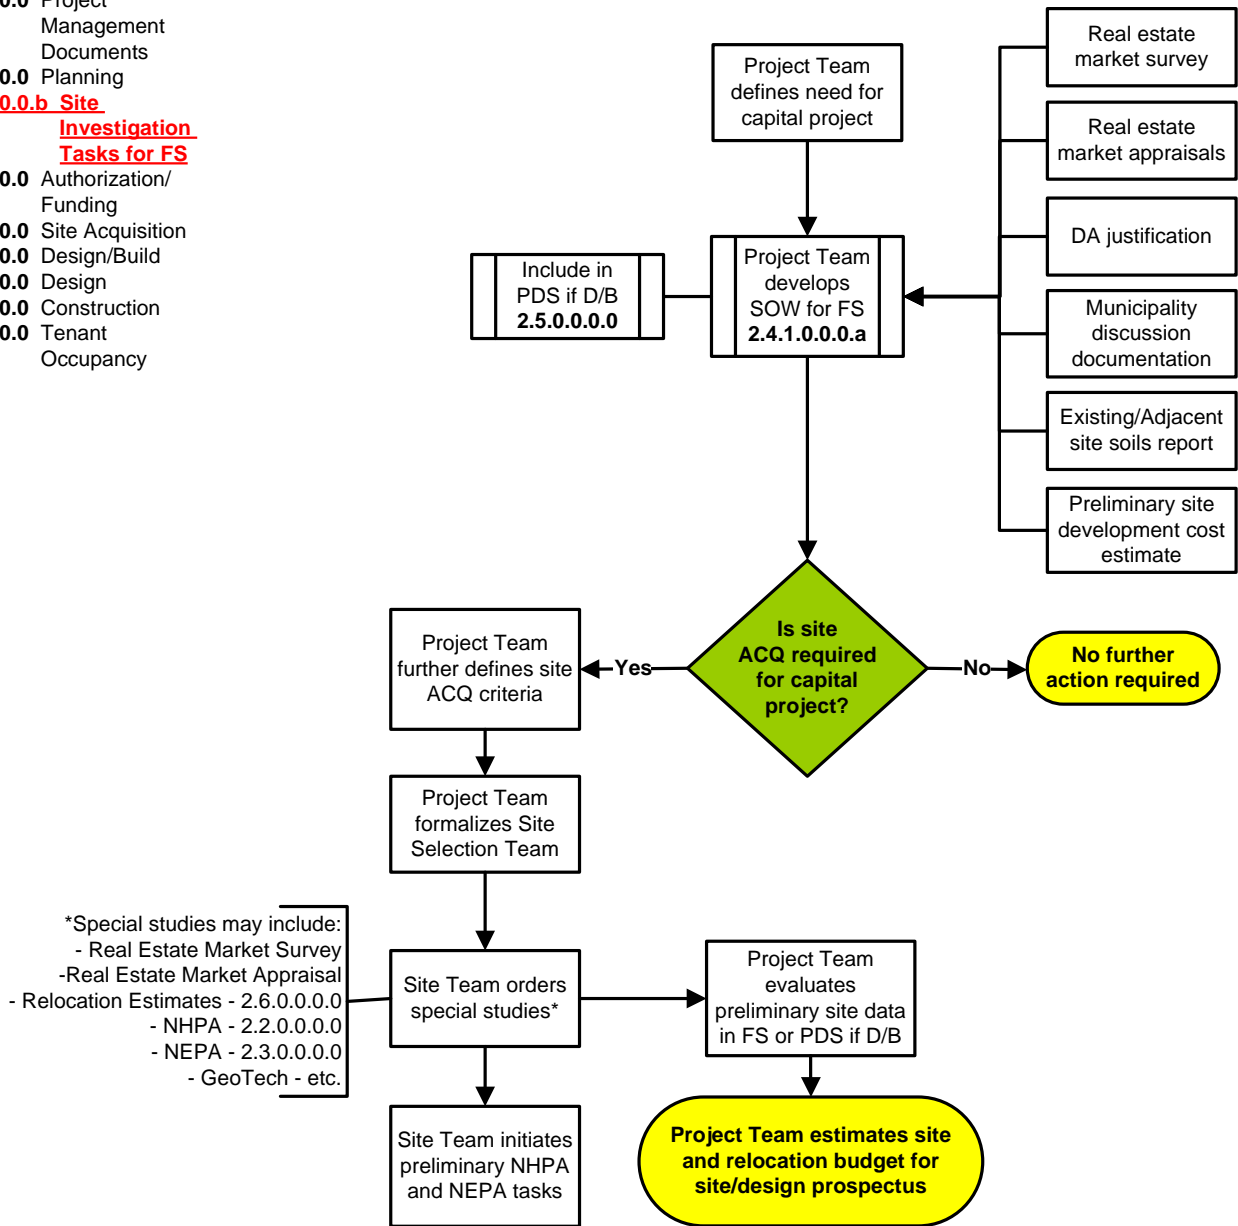 0.0 Project
Management
Documents
0.0 Planning
0.0.b Site
Investigation
Tasks for FS
0.0 Authorization/
Funding
0.0 Site Acquisition
0.0 Design/Build
0.0 Design
0.0 Construction
0.0 Tenant
Occupancy
Project Team
defines need for
capital project
Real estate
market survey
Real estate
market appraisals
DA justification
Municipality
discussion
documentation
Existing/Adjacent
site soils report
Preliminary site
development cost
estimate
Include in
PDS if D/B
2.5.0.0.0.0
Project Team
develops
SOW for FS
2.4.1.0.0.0.a
Is site
ACQ required
for capital
project?
Yes
No
No further
action required
Project Team
further defines site
ACQ criteria
Project Team
formalizes Site
Selection Team
*Special studies may include:
- Real Estate Market Survey
-Real Estate Market Appraisal
- Relocation Estimates - 2.6.0.0.0.0
- NHPA - 2.2.0.0.0.0
- NEPA - 2.3.0.0.0.0
- GeoTech - etc.
Site Team orders
special studies*
Project Team
evaluates
preliminary site data
in FS or PDS if D/B
Site Team initiates
preliminary NHPA
and NEPA tasks
Project Team estimates site
and relocation budget for
site/design prospectus